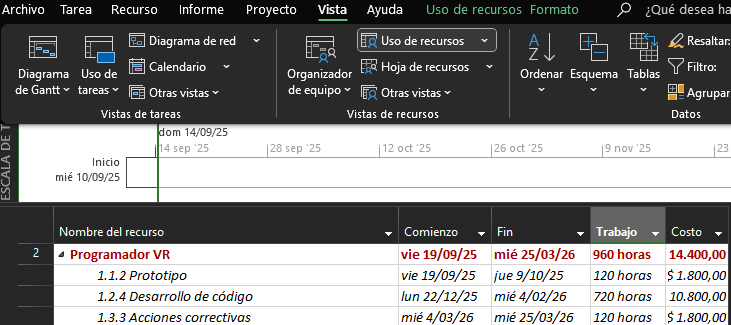 Archivo Tarea Recurso Informe Proyecto Vista Ayuda Uso de recursos Formato ¿Qué desea ha
Diagrama de Gantt
Uso de tareas
Diagrama de red
Calendario
Otras vistas
Vistas de tareas
Organizador de equipo
Uso de recursos
Hoja de recursos
Otras vistas
Vistas de recursos
Ordenar
Esquema
Tablas
Resaltar:
Filtro:
Agrupar
Datos
ESCALA DE T
dom 14/09/25
14 sep '25 28 sep '25 12 oct '25 26 oct '25 9 nov '25 23
Inicio
mié 10/09/25
Nombre del recurso Comienzo Fin Trabajo Costo
2 Programador VR vie 19/09/25 mié 25/03/26 960 horas 14.400,00
1.1.2 Prototipo vie 19/09/25 jue 9/10/25 120 horas $ 1.800,00
1.2.4 Desarrollo de código lun 22/12/25 mié 4/02/26 720 horas 10.800,00
1.3.3 Acciones correctivas mié 4/03/26 mié 25/03/26 120 horas $ 1.800,00